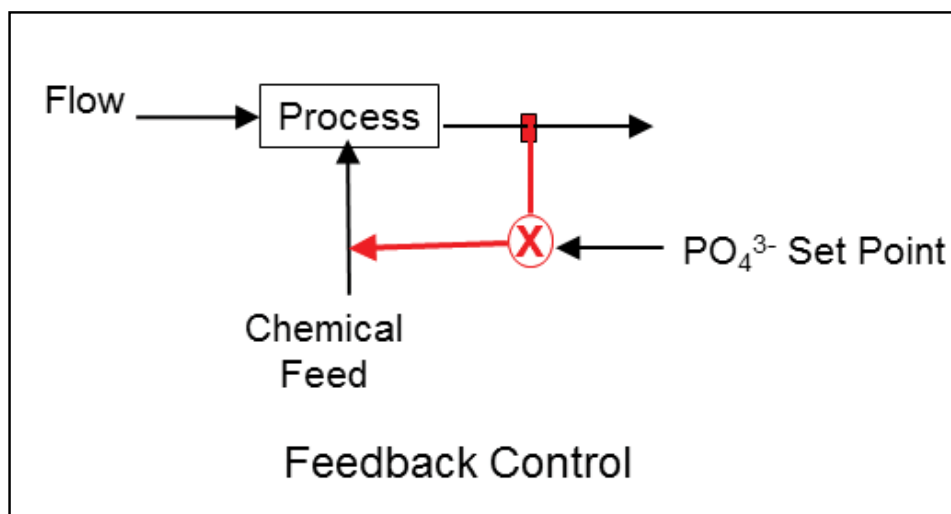 Flow
Process
X
PO₄³⁻ Set Point
Chemical
Feed
Feedback Control